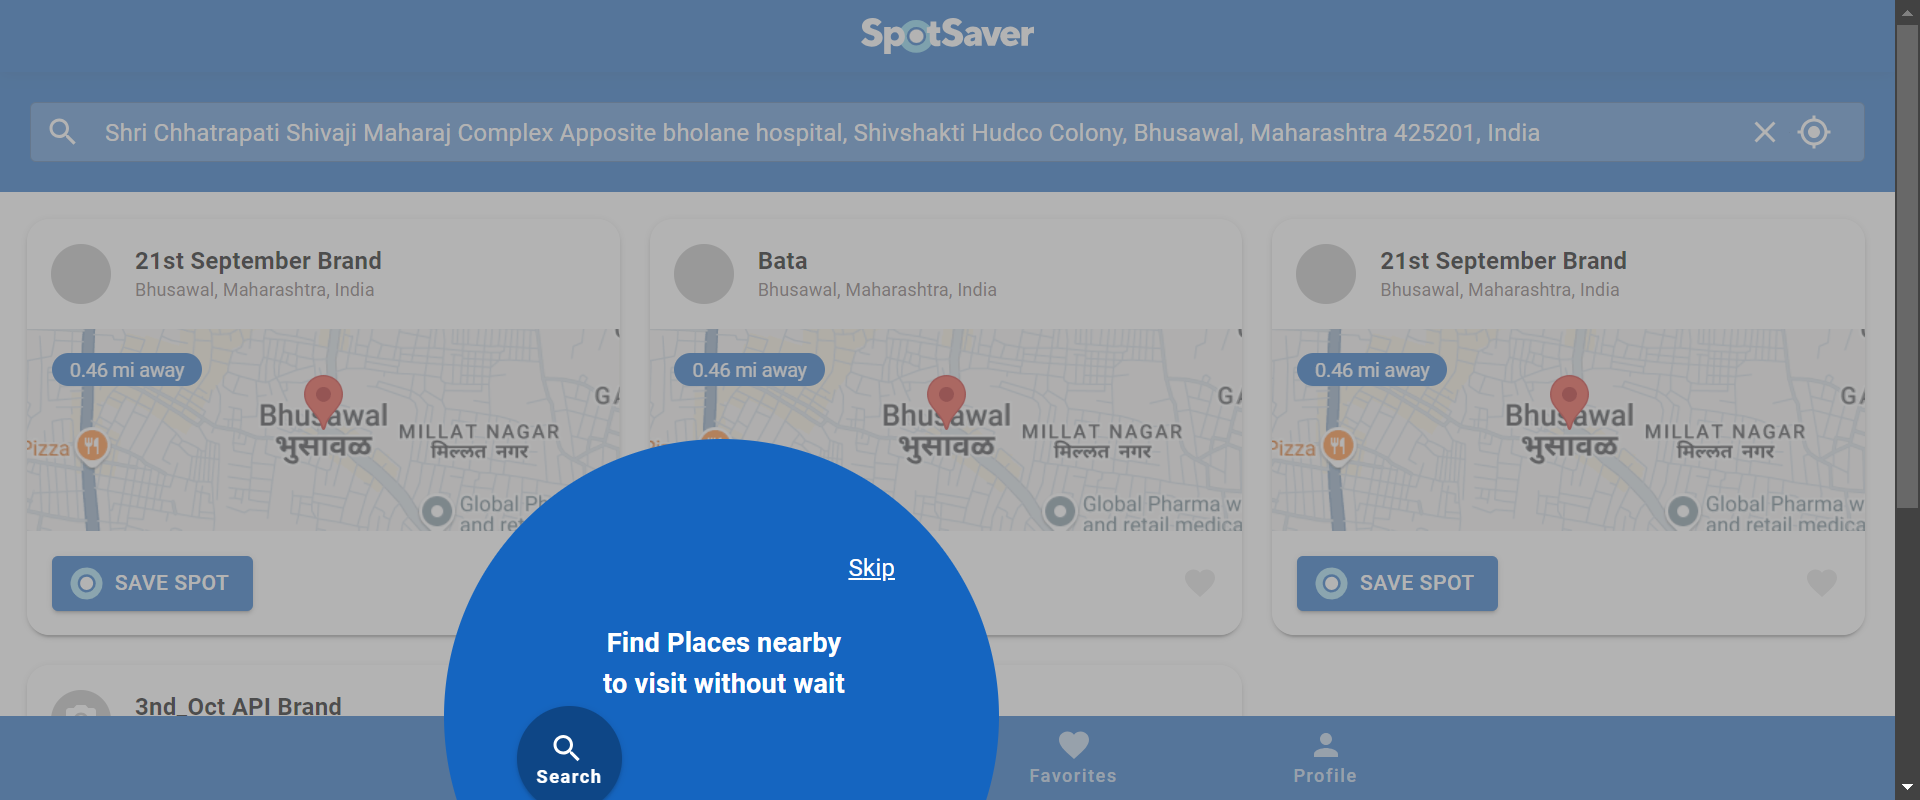 SpotSaver
Shri Chhatrapati Shivaji Maharaj Complex Apposite bholane hospital, Shivshakti Hudco Colony, Bhusawal, Maharashtra 425201, India
21st September Brand
Bhusawal, Maharashtra, India
0.46 mi away
Bhusawal
भुसावळ
MILLAT NAGAR
मिल्लत नगर
GA
Pizza
Global Ph
and ret
SAVE SPOT
Bata
Bhusawal, Maharashtra, India
0.46 mi away
Bhusawal
भुसावळ
MILLAT NAGAR
मिल्लत नगर
GA
Global Pharma w
and retail medica
21st September Brand
Bhusawal, Maharashtra, India
0.46 mi away
Bhusawal
भुसावळ
MILLAT NAGAR
मिल्लत नगर
GA
Pizza
Global Pharma w
and retail medica
SAVE SPOT
3nd_Oct API Brand
Skip
Find Places nearby
to visit without wait
Search
Favorites
Profile